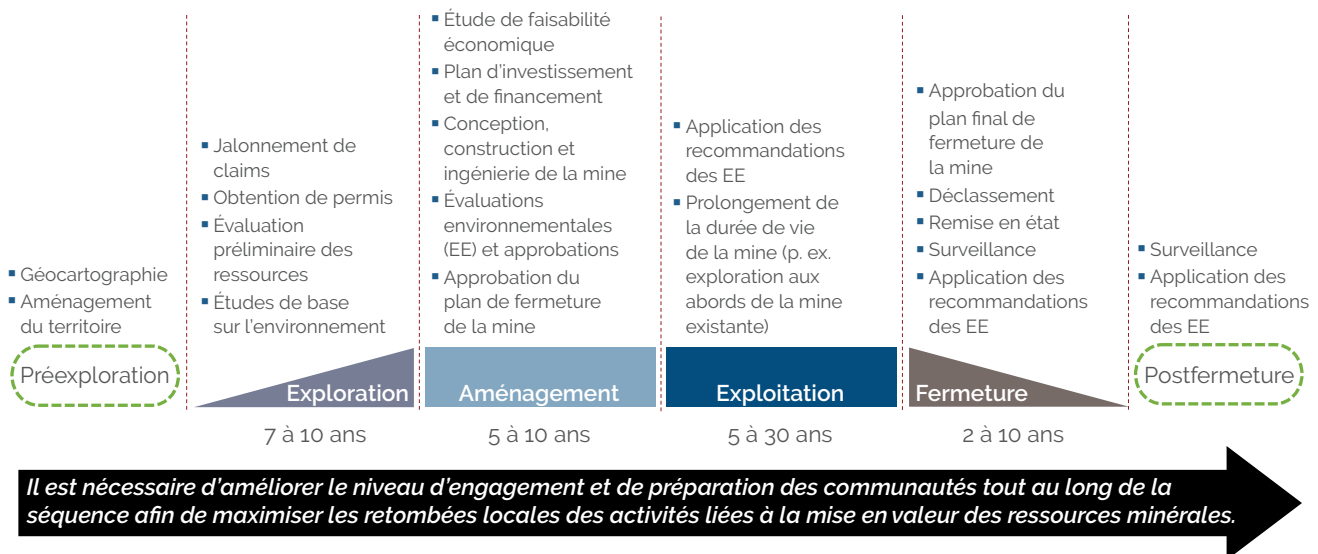 ▪ Géocartographie
▪ Aménagement
du territoire
Préexploration
▪ Jalonnement de
claims
▪ Obtention de permis
▪ Évaluation
préliminaire des
ressources
▪ Études de base
sur l'environnement
Exploration
7 à 10 ans
▪ Étude de faisabilité
économique
▪ Plan d'investissement
et de financement
▪ Conception,
construction et
ingénierie de la mine
▪ Évaluations
environnementales
(EE) et approbations
▪ Approbation du
plan de fermeture
de la mine
Aménagement
5 à 10 ans
▪ Application des
recommandations
des EE
▪ Prolongement de
la durée de vie
de la mine (p. ex.
exploration aux
abords de la mine
existante)
Exploitation
5 à 30 ans
▪ Approbation du
plan final de
fermeture de
la mine
▪ Déclassement
▪ Remise en état
▪ Surveillance
▪ Application des
recommandations
des EE
Fermeture
2 à 10 ans
▪ Surveillance
▪ Application des
recommandations
des EE
Postfermeture
Il est nécessaire d'améliorer le niveau d'engagement et de préparation des communautés tout au long de la
séquence afin de maximiser les retombées locales des activités liées à la mise en valeur des ressources minérales.